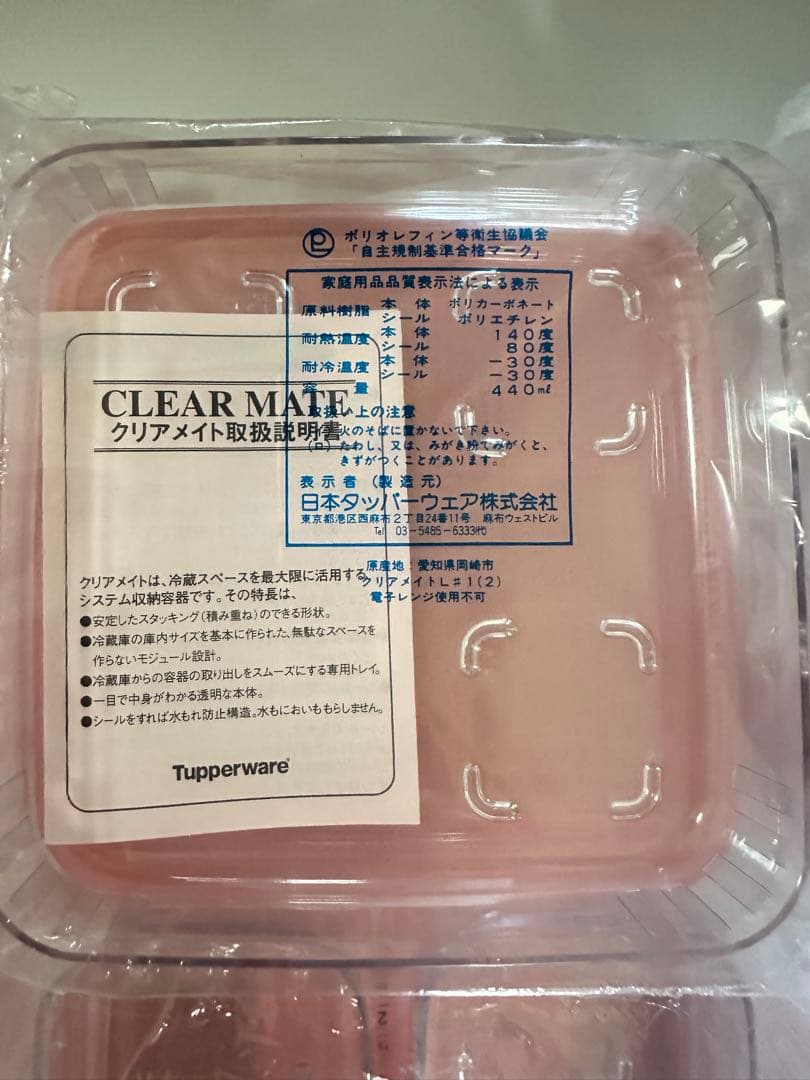 ポリオレフィン等衛生協議会
「自主規制基準合格マーク」
家庭用品品質表示法による表示
原料樹脂 本体 ポリカーボネート
シール ポリエチレン
耐熱温度 本体 140度
シール 80度
耐冷温度 本体 -30度
シール -30度
容量 440ml
取扱い上の注意
火のそばに置かないで下さい。
(ロ) たわし、又は、みがき粉でみがくと、
きずがつくことがあります。
表示者 (製造元)
日本タッパーウェア株式会社
東京都港区西麻布2丁目24番11号 麻布ウェストビル
Tel 03-5485-6333代
原産地:愛知県岡崎市
クリアメイトL#1(2)
電子レンジ使用不可
CLEAR MATE
クリアメイト取扱説明書
クリアメイトは、冷蔵スペースを最大限に活用する
システム収納容器です。その特長は、
●安定したスタッキング(積み重ね)のできる形状。
●冷蔵庫の庫内サイズを基本に作られた、無駄なスペースを
作らないモジュール設計。
●冷蔵庫からの容器の取り出しをスムーズにする専用トレイ。
●一目で中身がわかる透明な本体。
●シールをすれば水もれ防止構造。水もにおいももらしません。
Tupperware